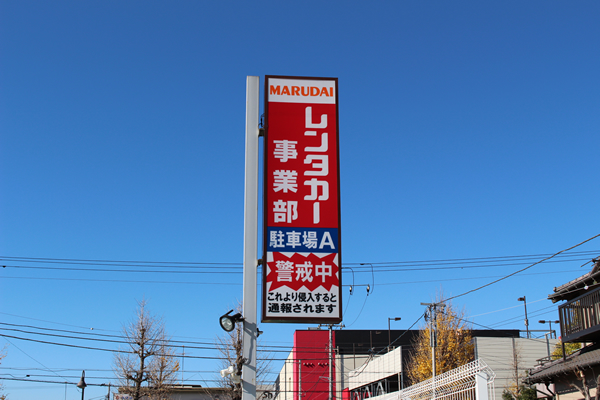 MARUDAI
レンタカー
事業部
駐車場A
警戒中
これより侵入すると
通報されます